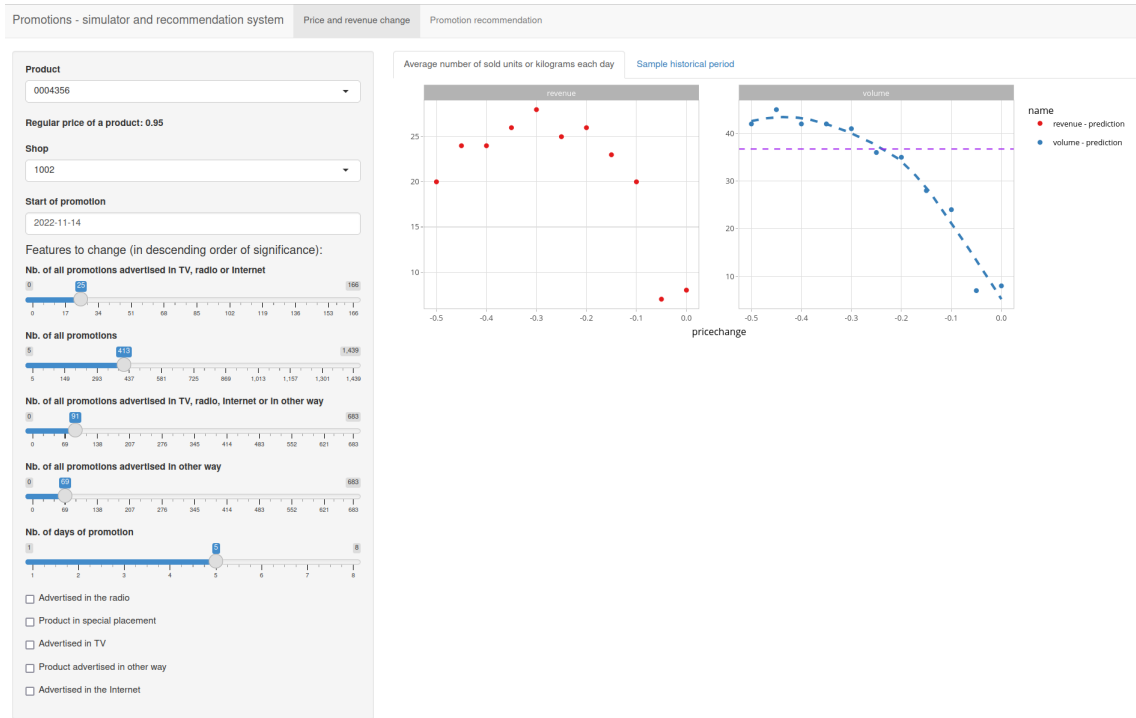 Promotions - simulator and recommendation system
Price and revenue change
Promotion recommendation
Product
0004356
Regular price of a product: 0.95
Shop
1002
Start of promotion
2022-11-14
Features to change (in descending order of significance):
Nb. of all promotions advertised in TV, radio or Internet
0 25 166
0 17 34 51 68 85 102 119 136 153 166
Nb. of all promotions
5 413 1,439
5 149 293 437 581 725 869 1,013 1,157 1,301 1,439
Nb. of all promotions advertised in TV, radio, Internet or in other way
0 91 683
0 69 138 207 276 345 414 483 552 621 683
Nb. of all promotions advertised in other way
0 69 683
0 69 138 207 276 345 414 483 552 621 683
Nb. of days of promotion
1 5 8
1 2 3 4 5 6 7 8
Advertised in the radio
Product in special placement
Advertised in TV
Product advertised in other way
Advertised in the Internet
Average number of sold units or kilograms each day
Sample historical period
revenue
25
20
15
10
-0.5 -0.4 -0.3 -0.2 -0.1 0.0
volume
40
30
20
10
-0.5 -0.4 -0.3 -0.2 -0.1 0.0
pricechange
name
revenue - prediction
volume - prediction